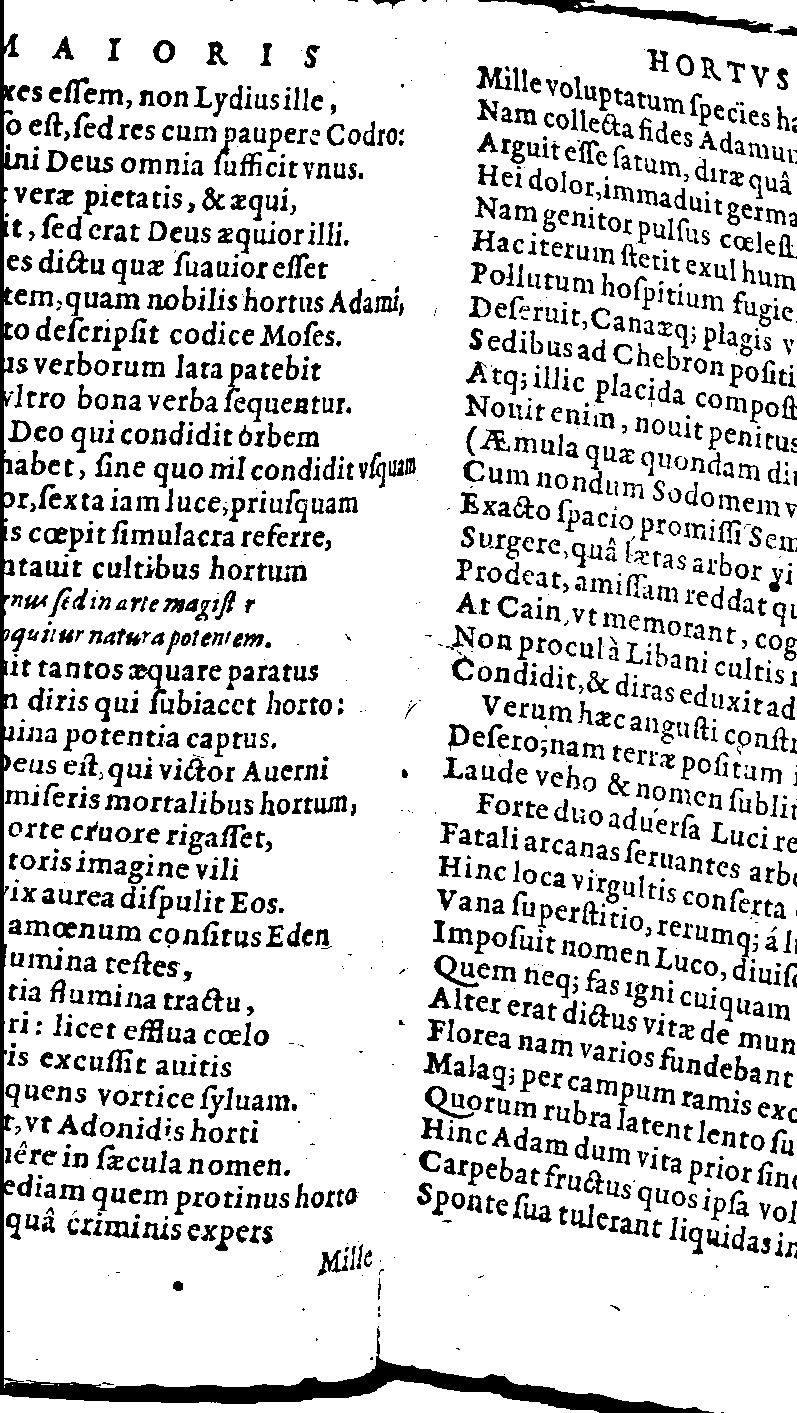 MAIORIS
xes eſſem, non Lydius ille,
ſo eſt, ſed res cum paupere Codro:
ini Deus omnia ſufficit vnus.
veræ pietatis, & æqui,
it, ſed erat Deus æquior illi.
es dictu quæ ſuauior eſſet
tem, quam nobilis hortus Adami,
to deſcripſit codice Moſes.
us verborum lata patebit
vltro bona verba ſequentur.
Deo qui condidit orbem
habet, ſine quo nil condidit vſquam
or, ſexta iam luce, priuſquam
is cœpit ſimulacra referre,
ntauit cultibus hortum
rnus ſed in arte magiſt r
oquitur natura potentem.
uit tantos æquare paratus
n diris qui ſubiacet horto:
uina potentia captus.
Deus eſt, qui victor Auerni
miſeris mortalibus hortum,
orte cruore rigaſſet,
toris imagine vili
vix aurea diſpulit Eos.
amœnum conſitus Eden
lumina teſtes,
tia flumina tractu,
ri: licet efflua cœlo
is excuſſit auitis
quens vortice ſyluam.
t, vt Adonidis horti
uêre in ſæcula nomen.
ediam quem protinus horto
quâ criminis expers
Mille
HORTVS
Mille voluptatum ſpecies ha
Nam collecta fides Adamum
Arguit eſſe ſatum, diræ quâ
Hei dolor, immaduit germa
Nam genitor pulſus cœleſt
Hac iterum ſtetit exul hum
Pollutum hoſpitium fugie
Deſeruit, Canaæq; plagis v
Sedibus ad Chebron poſiti
Atq; illic placida compoſt
Nouit enim, nouit penitus
(Æmula quæ quondam di
Cum nondum Sodomem v
Exacto ſpacio promiſſi Sem
Surgere, quâ lætas arbor vi
Prodeat, amiſſam reddat qu
At Cain, vt memorant, cog
Non procul à Libani cultis
Condidit, & diras eduxit ad
Verum hæc anguſti conſtr
Deſero; nam terræ poſitum
Laude veho & nomen ſublit
Forte duo aduerſa Luci re
Fatali arcanas ſeruantes arbo
Hinc loca virgultis conſerta
Vana ſuperſtitio, rerumq; á
Impoſuit nomen Luco, diuiſ
Quem neq; fas igni cuiquam
Alter erat dictus vitæ de mun
Florea nam varios fundebant
Malaq; per campum ramis exc
Quorum rubra latent lento ſu
Hinc Adam dum vita prior ſinc
Carpebat fructus quos ipſa vol
Sponte ſua tulerant liquidas in